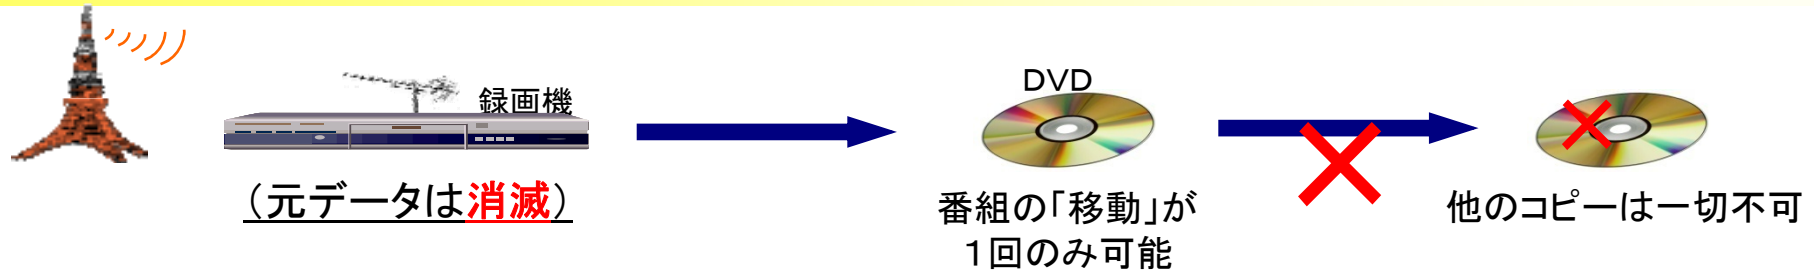 録画機
(元データは消滅)
DVD
番組の「移動」が
1回のみ可能
他のコピーは一切不可